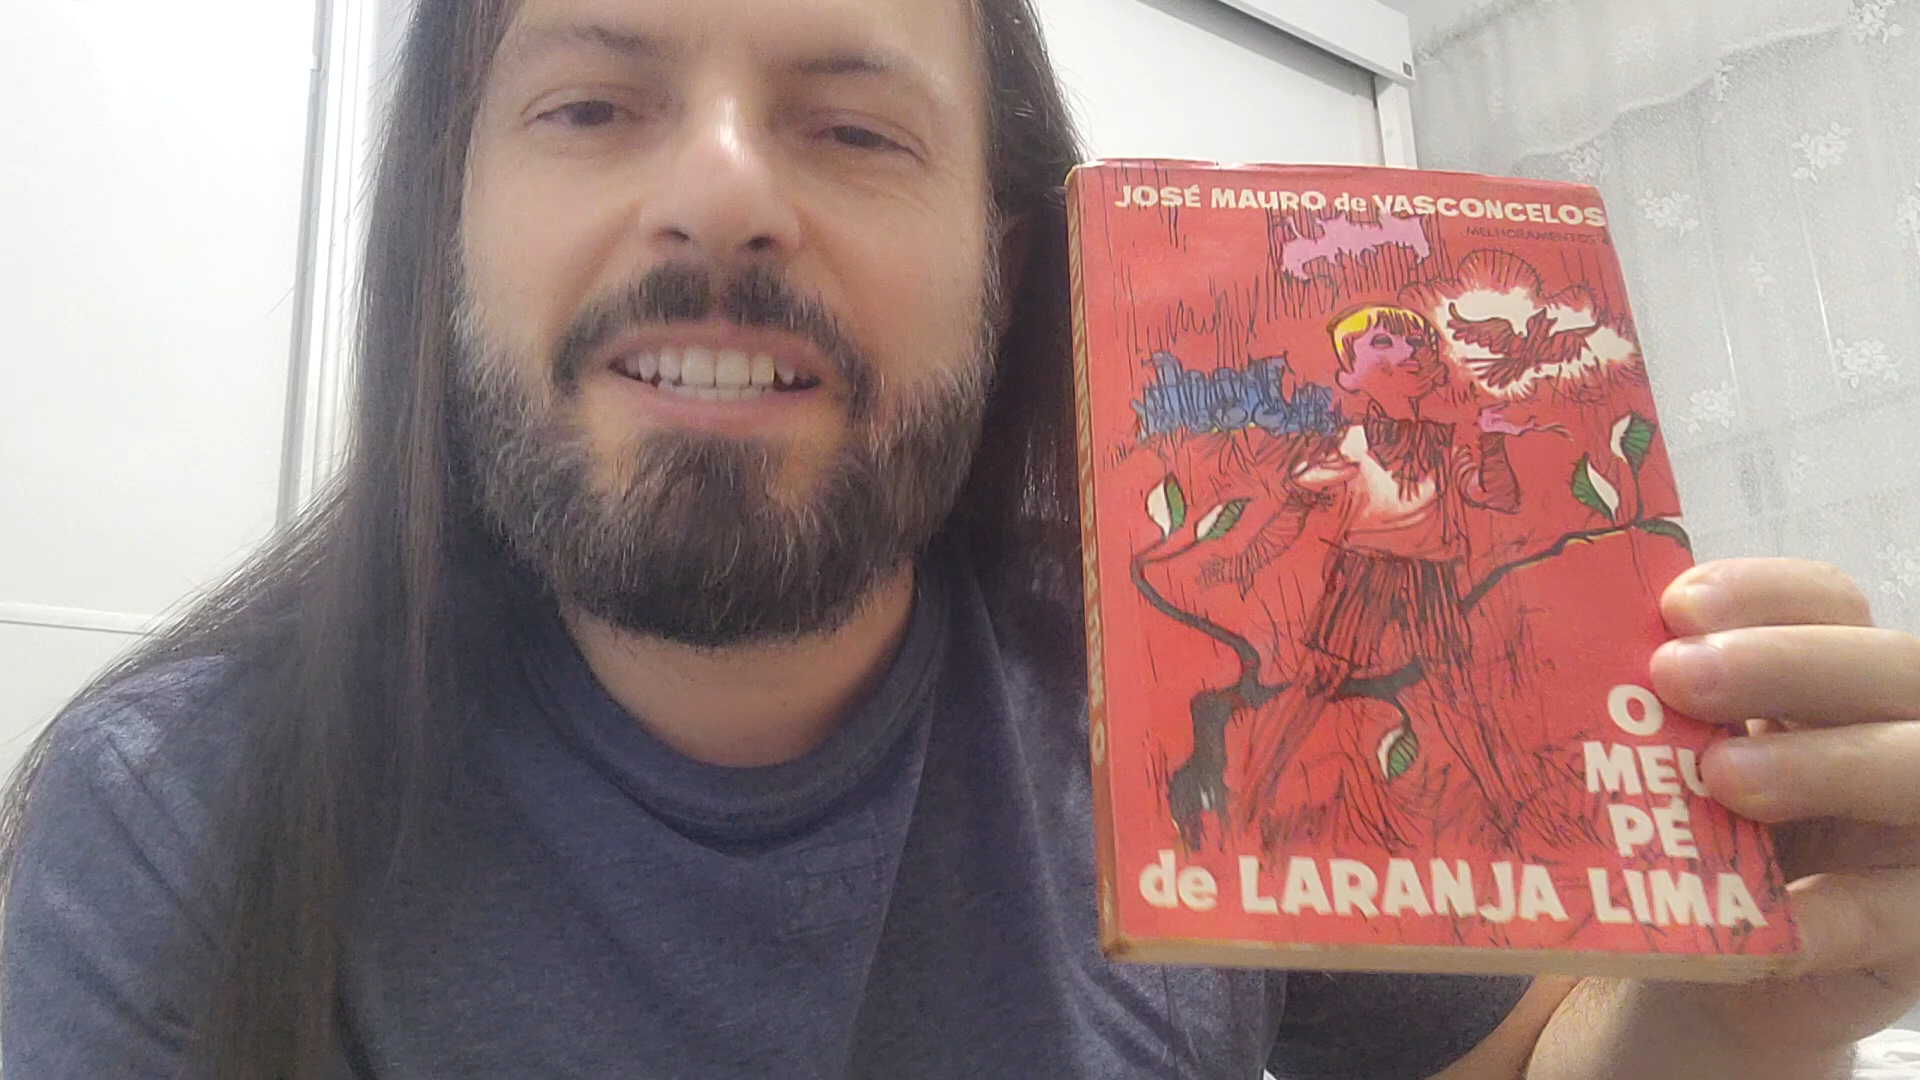 JOSÉ MAURO de VASCONCELOS
MELHORAMENTOS
O
MEU
PÉ
de LARANJA LIMA